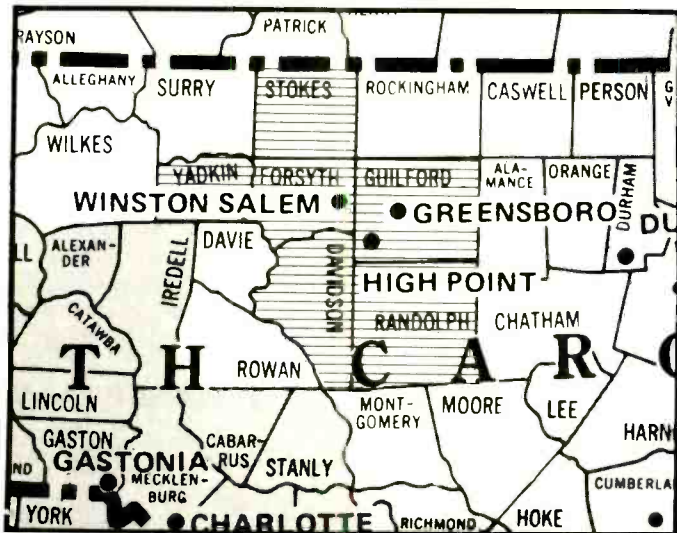 PATRICK
RAYSON
ALLEGHANY
SURRY
STOKES
ROCKINGHAM
CASWELL
PERSON
WILKES
YADKIN
FORSYTH
GUILFORD
ALA-
MANCE
ORANGE
DURHAM
WINSTON SALEM
GREENSBORO
DU
ALEXAN-
DER
IREDELL
DAVIE
DAVIDSON
HIGH POINT
CATAWBA
RANDOLPH
CHATHAM
T H C A R
ROWAN
LINCOLN
MONT-
GOMERY
MOORE
LEE
GASTON
CABAR-
RUS
STANLY
HARN
ND
GASTONIA
MECKLEN-
BURG
CUMBERLA
YORK
CHARLOTTE
RICHMOND
HOKE